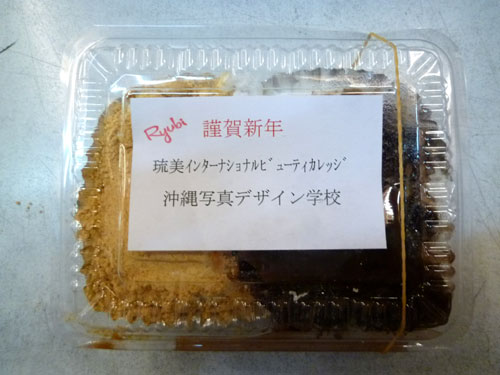 Ryubi 謹賀新年
琉美ｲﾝﾀｰﾅｼｮﾅﾙﾋﾞｭｰﾃｨｶﾚｯｼﾞ
沖縄写真デザイン学校